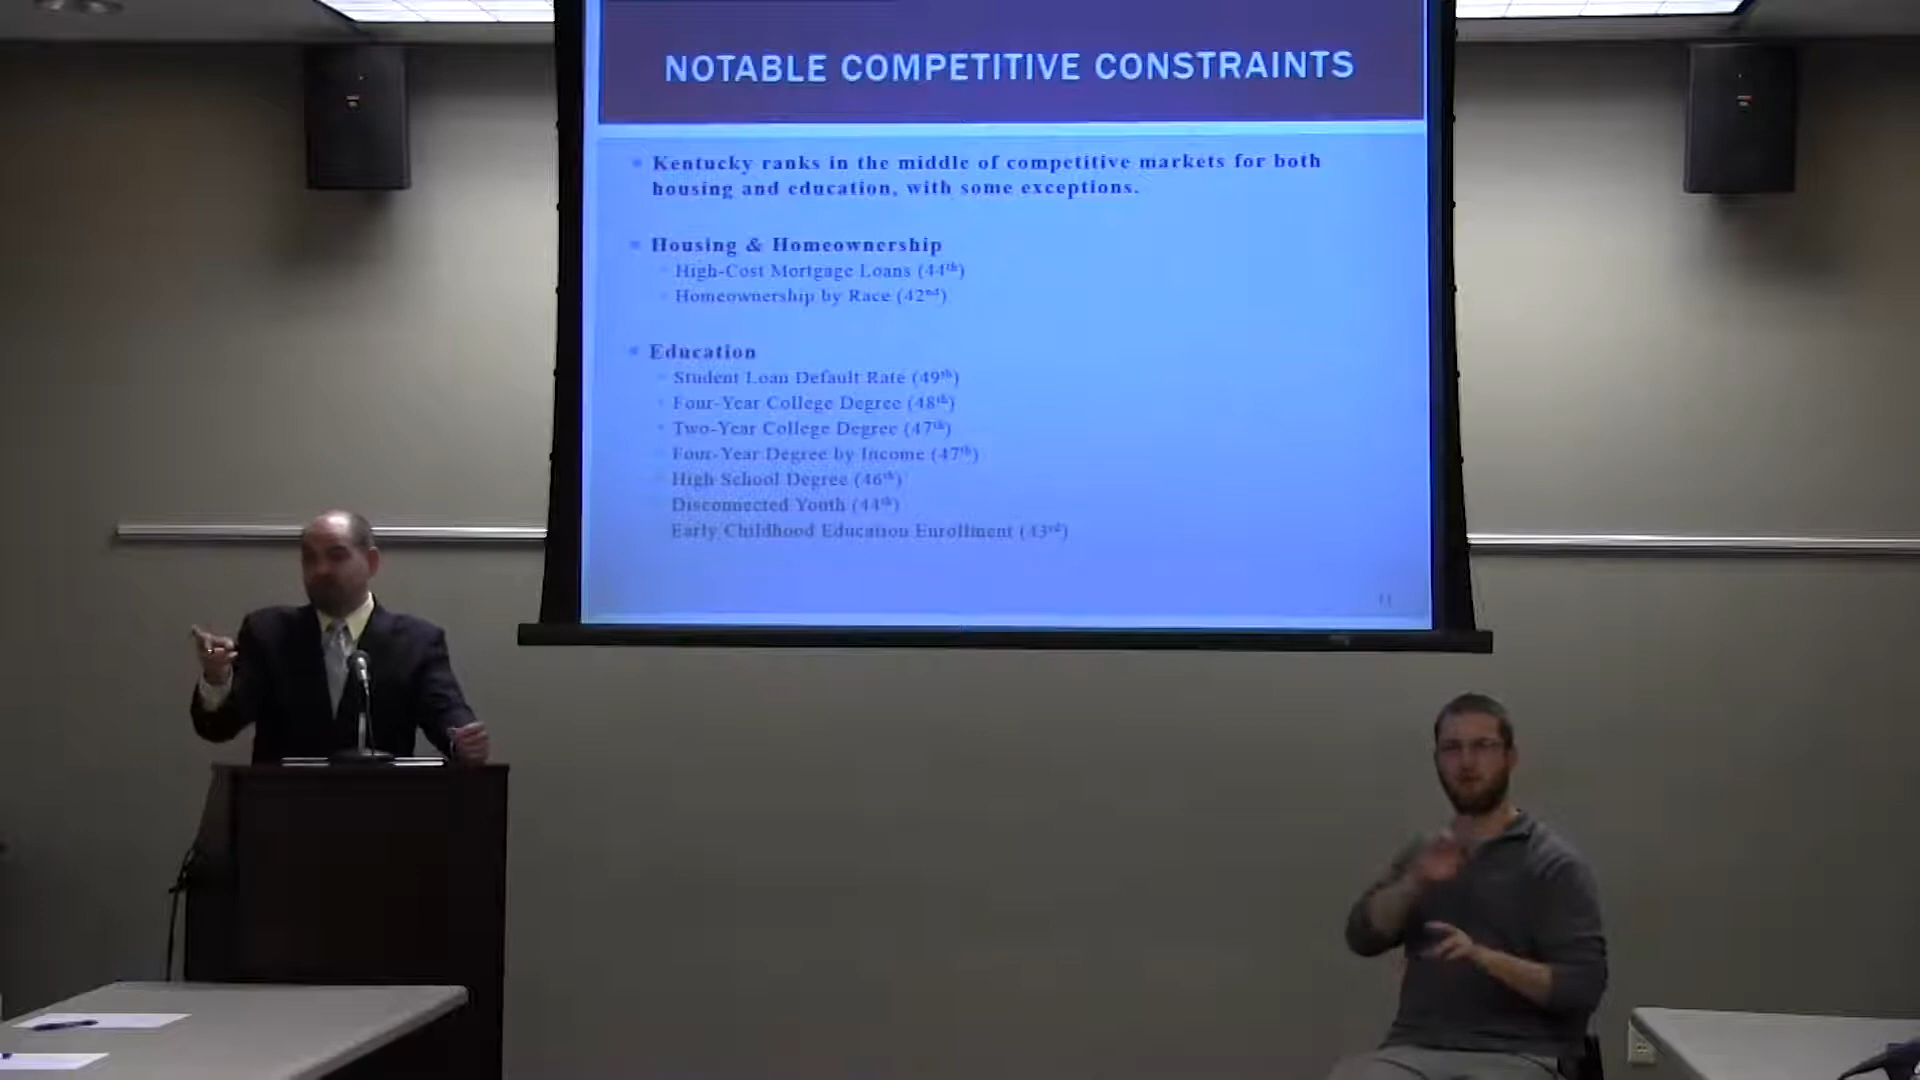 NOTABLE COMPETITIVE CONSTRAINTS
Kentucky ranks in the middle of competitive markets for both
housing and education, with some exceptions.
Housing & Homeownership
High-Cost Mortgage Loans (44th)
Homeownership by Race (42nd)
Education
Student Loan Default Rate (49th)
Four-Year College Degree (48th)
Two-Year College Degree (47th)
Four-Year Degree by Income (47th)
High School Degree (46th)
Disconnected Youth (44th)
Early Childhood Education Enrollment (43rd)